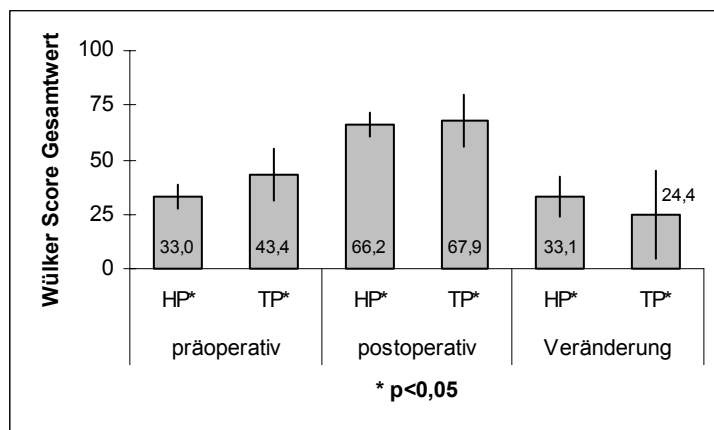 Wülker Score Gesamtwert
100
75
50
25
0
33,0 43,4 66,2 67,9 33,1 24,4
HP* TP* HP* TP* HP* TP*
präoperativ postoperativ Veränderung
* p<0,05